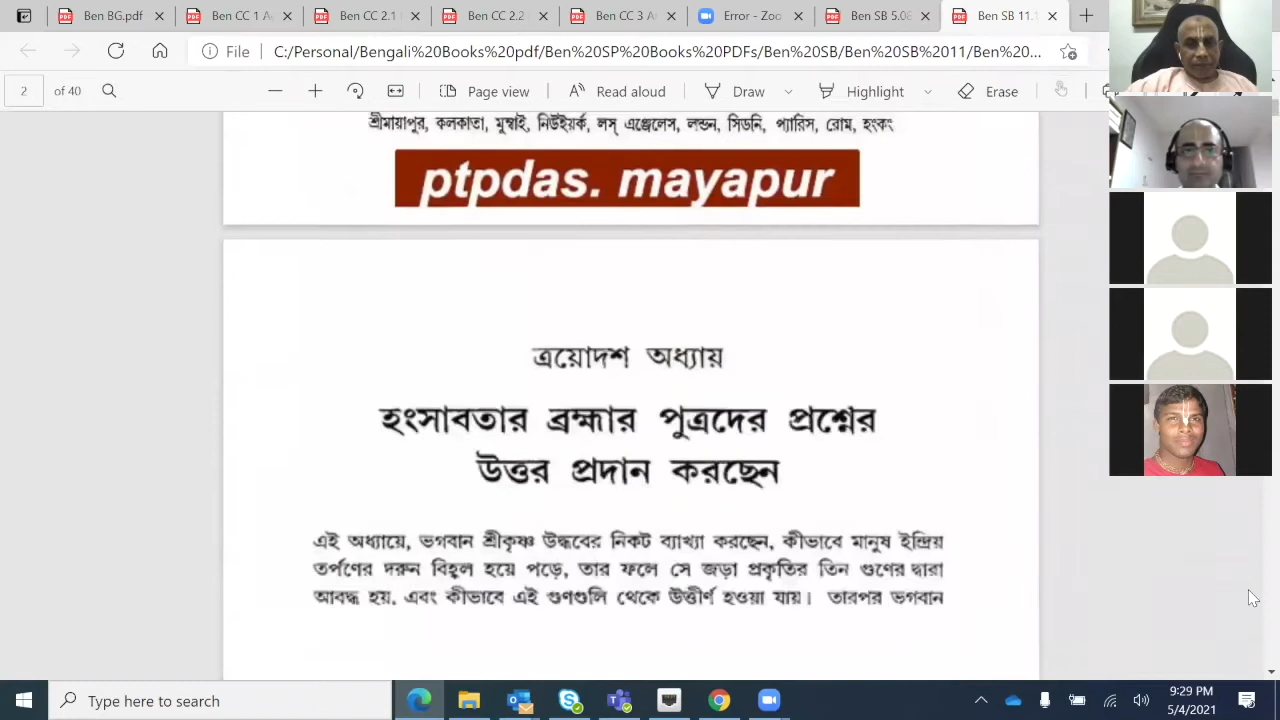 Ben BG.pdf
Ben CC
Ben CC 2.1
Ben CC 2.2
Ben CC 3 A
Error - Zoo
Ben SB 5.6
Ben SB 11.1
File
C:/Personal/Bengali%20Books%20pdf/Ben%20SP%20Books%20PDFs/Ben%20SB/Ben%20SB%2011/Ben%20...
2 of 40
Page view
Read aloud
Draw
Highlight
Erase
শ্রীমায়াপুর, কলকাতা, মুম্বাই, নিউইয়র্ক, লস্ এঞ্জেলেস, লন্ডন, সিডনি, প্যারিস, রোম, হংকং
ptpdas. mayapur
ত্রয়োদশ অধ্যায়
হংসাবতার ব্রহ্মার পুত্রদের প্রশ্নের
উত্তর প্রদান করছেন
এই অধ্যায়ে, ভগবান শ্রীকৃষ্ণ উদ্ধবের নিকট ব্যাখ্যা করছেন, কীভাবে মানুষ ইন্দ্রিয়
তর্পণের দরুন বিহ্বল হয়ে পড়ে, তার ফলে সে জড়া প্রকৃতির তিন গুণের দ্বারা
আবদ্ধ হয়, এবং কীভাবে এই গুণগুলি থেকে উত্তীর্ণ হওয়া যায়। তারপর ভগবান
Type here to search
9:29 PM
5/4/2021